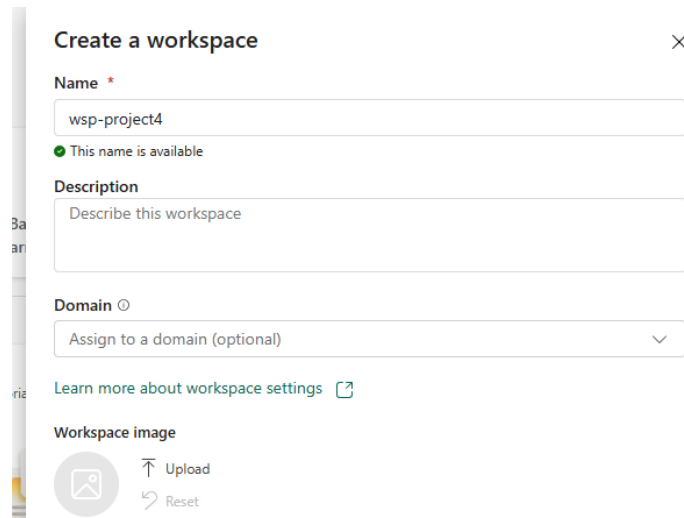 Create a workspace
Name *
wsp-project4
This name is available
Description
Describe this workspace
Domain
Assign to a domain (optional)
Learn more about workspace settings
Workspace image
Upload
Reset